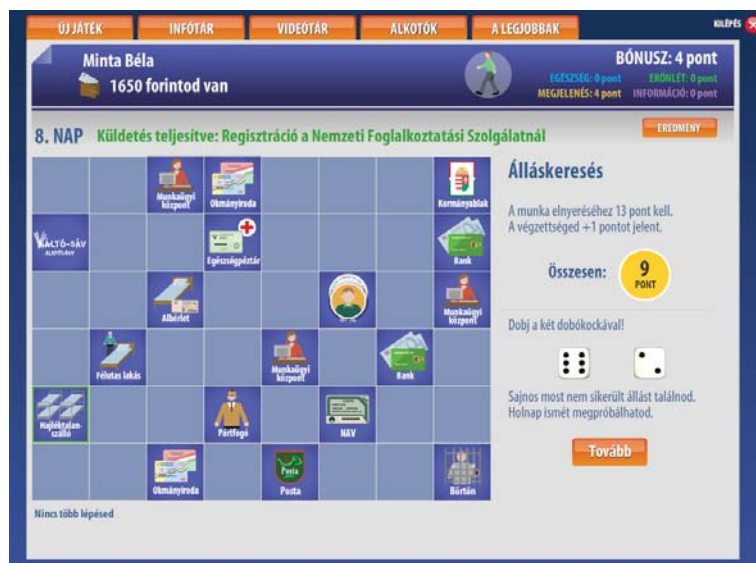 ÚJ JÁTÉK
INFÓTÁR
VIDEÓTÁR
ALKOTÓK
A LEGJOBBAK
KILÉPÉS
Minta Béla
1650 forintod van
BÓNUSZ: 4 pont
EGÉSZSÉG: 0 pont
ERŐNLÉT: 0 pont
MEGJELENÉS: 4 pont
INFORMÁCIÓ: 0 pont
8. NAP
Küldetés teljesítve: Regisztráció a Nemzeti Foglalkoztatási Szolgálatnál
EREDMÉNY
Munkaügyi
központ
Okmányiroda
Kormányablak
VÁLTÓ-SÁV
ALAPÍTVÁNY
Egészségpéztár
Bank
Albérlet
Munkaügyi
központ
Félutas lakás
Munkaügyi
központ
Bank
Hajléktalan-
szálló
Pártfogó
NAV
Okmányiroda
Posta
Posta
Börtön
Nincs több lépésed
Álláskeresés
A munka elnyeréséhez 13 pont kell.
A végzettséged +1 pontot jelent.
Összesen:
9
PONT
Dobj a két dobókockával!
Sajnos most nem sikerült állást találnod.
Holnap ismét megpróbálhatod.
Tovább